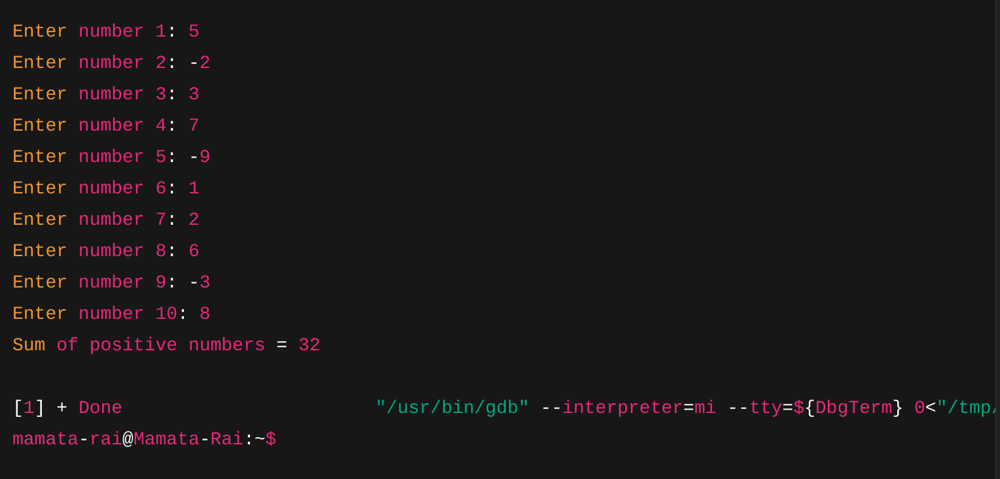 Enter number 1: 5
Enter number 2: -2
Enter number 3: 3
Enter number 4: 7
Enter number 5: -9
Enter number 6: 1
Enter number 7: 2
Enter number 8: 6
Enter number 9: -3
Enter number 10: 8
Sum of positive numbers = 32
[1] + Done                       "/usr/bin/gdb" --interpreter=mi --tty=${DbgTerm} 0<"/tmp/
mamata-rai@Mamata-Rai:~$